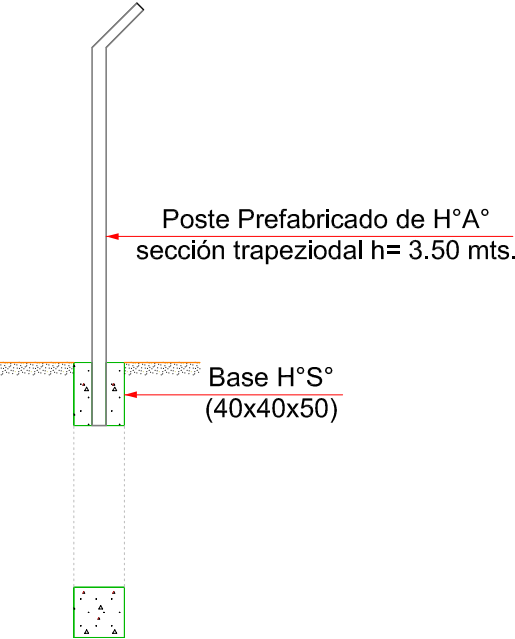 Poste Prefabricado de H°A°
sección trapeziodal h= 3.50 mts.
Base H°S°
(40x40x50)